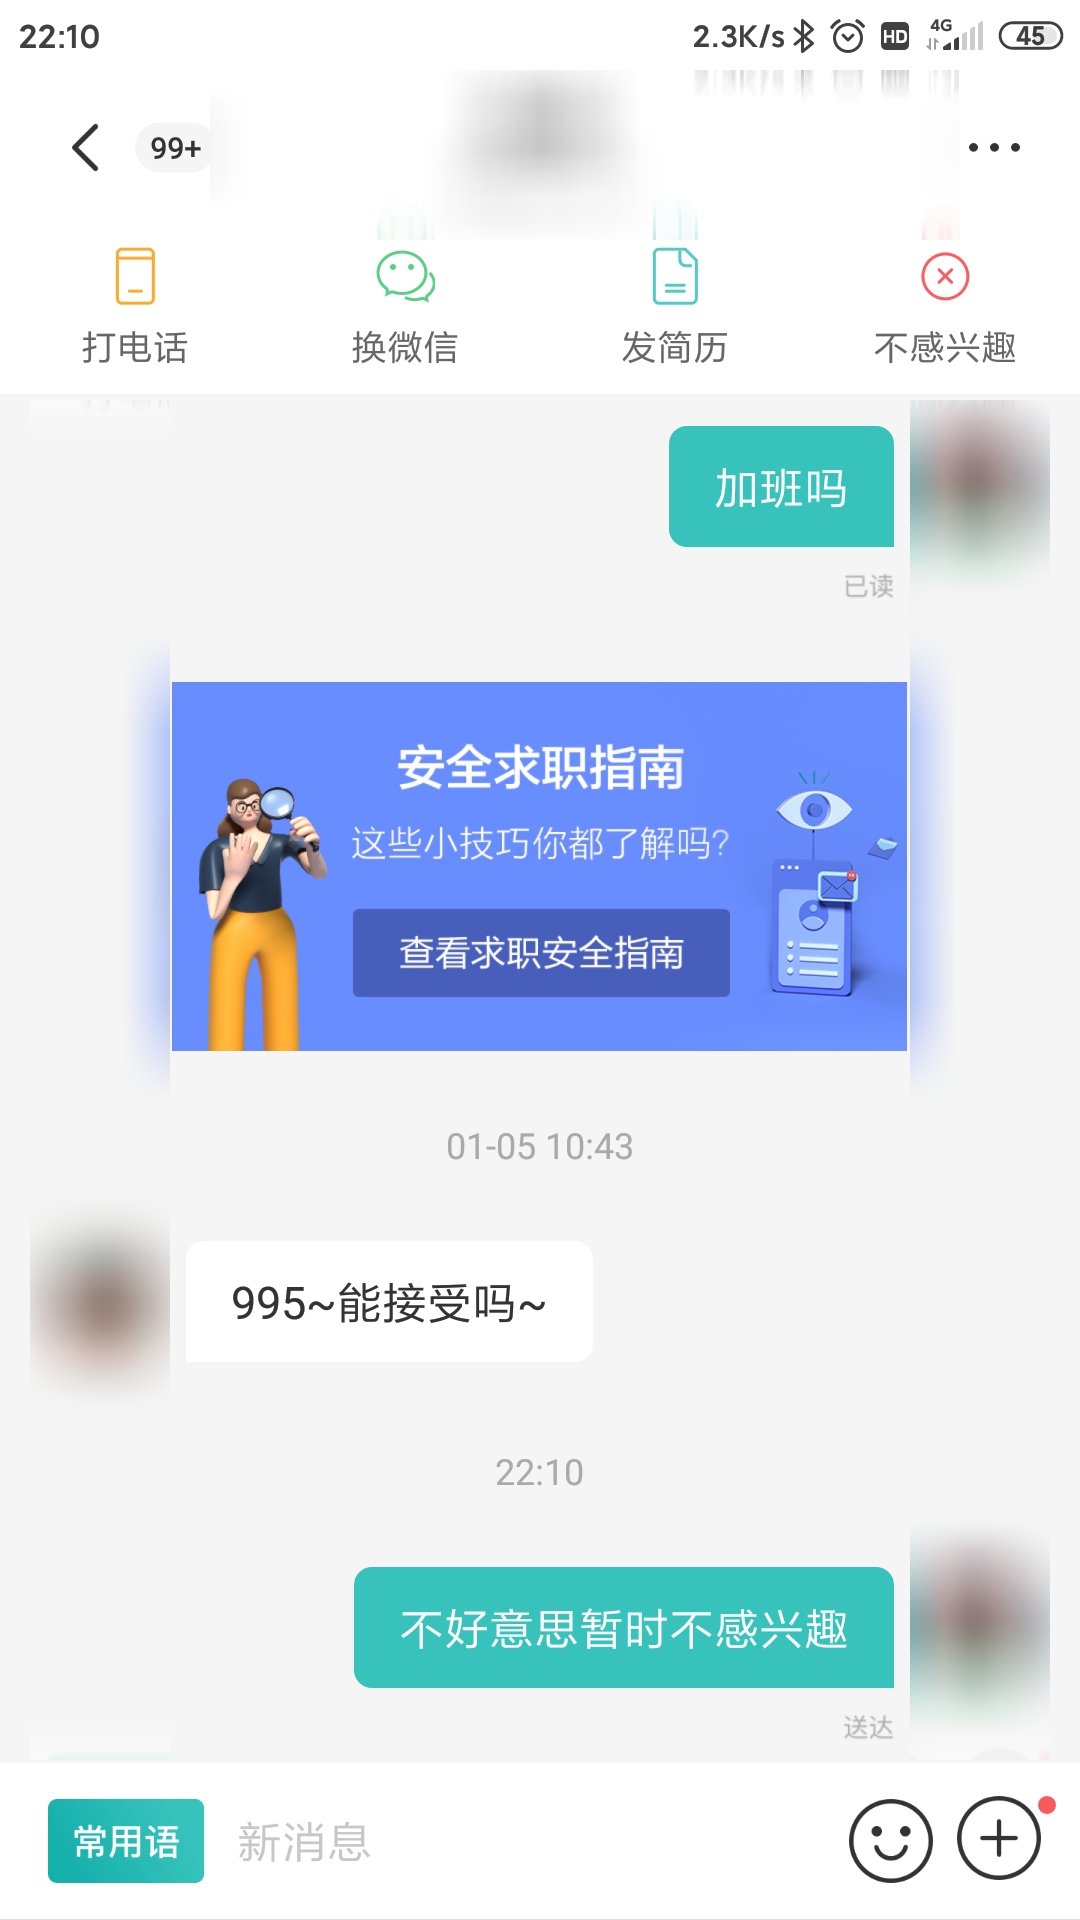 22:10
2.3K/s
HD
4G
45
99+
打电话
换微信
发简历
不感兴趣
加班吗
已读
安全求职指南
这些小技巧你都了解吗?
查看求职安全指南
01-05 10:43
995~能接受吗~
22:10
不好意思暂时不感兴趣
送达
常用语
新消息